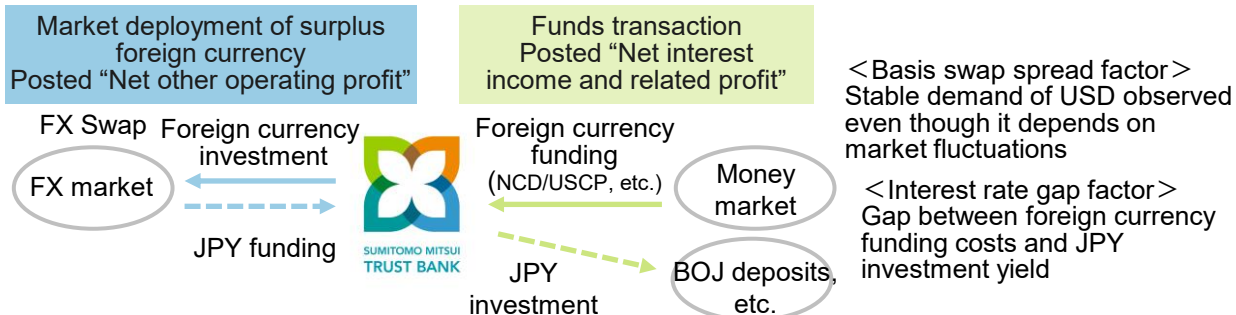 Market deployment of surplus
foreign currency
Posted “Net other operating profit”
Funds transaction
Posted “Net interest
income and related profit”
FX Swap
Foreign currency
investment
FX market
JPY funding
SUMITOMO MITSUI
TRUST BANK
Foreign currency
funding
(NCD/USCP, etc.)
Money
market
JPY
investment
BOJ deposits,
etc.
＜Basis swap spread factor＞
Stable demand of USD observed
even though it depends on
market fluctuations
＜Interest rate gap factor＞
Gap between foreign currency
funding costs and JPY
investment yield